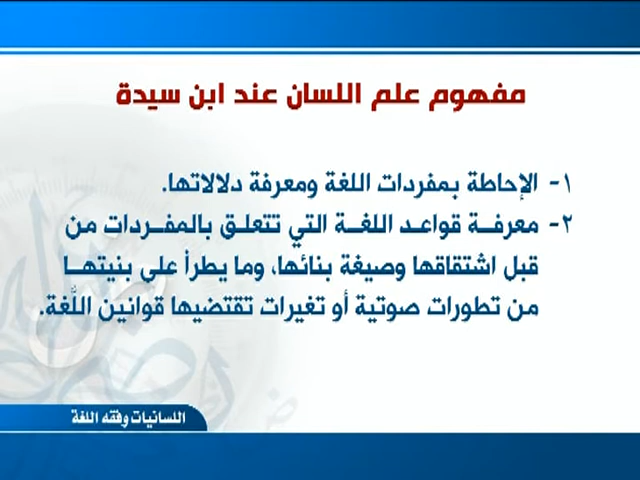 مفهوم علم اللسان عند ابن سيدة
١- الإحاطة بمفردات اللغة ومعرفة دلالاتها.
٢- معرفة قواعد اللغة التي تتعلق بالمفردات من
قبل اشتقاقها وصيغة بنائها، وما يطرأ على بنيتها
من تطورات صوتية أو تغيرات تقتضيها قوانين اللُّغة.
اللسانيات وفقه اللغة